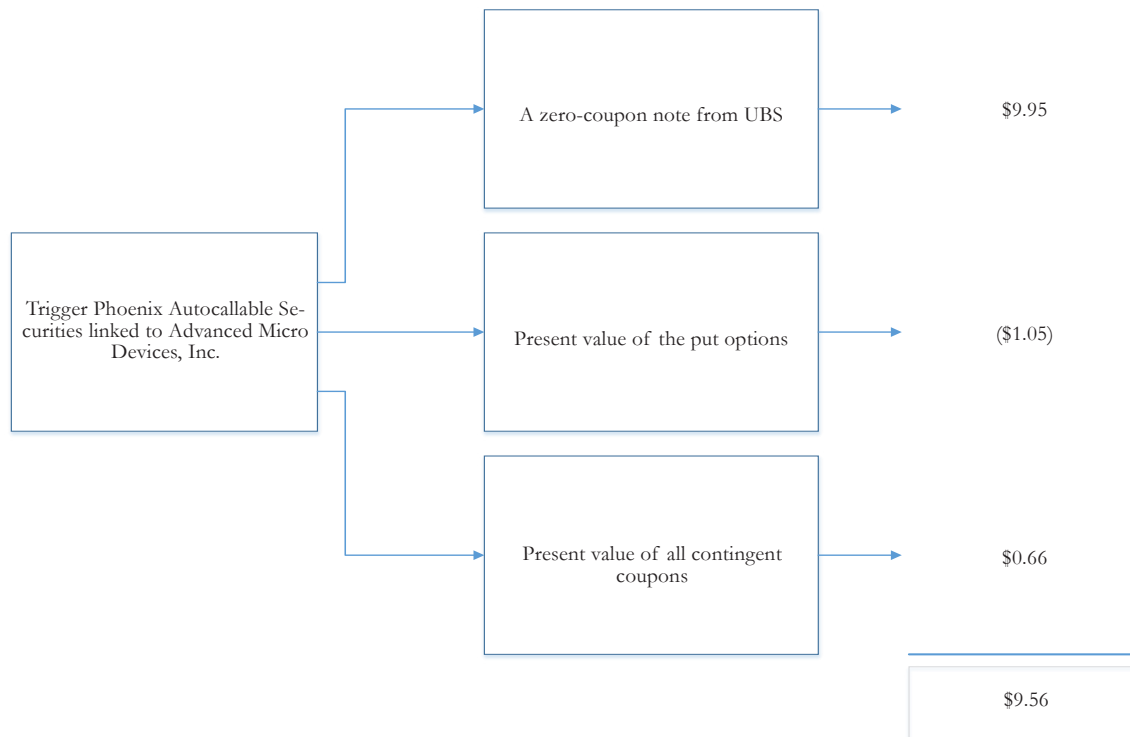 A zero-coupon note from UBS
$9.95
Trigger Phoenix Autocallable Se-
curities linked to Advanced Micro
Devices, Inc.
Present value of the put options
($1.05)
Present value of all contingent
coupons
$0.66
$9.56